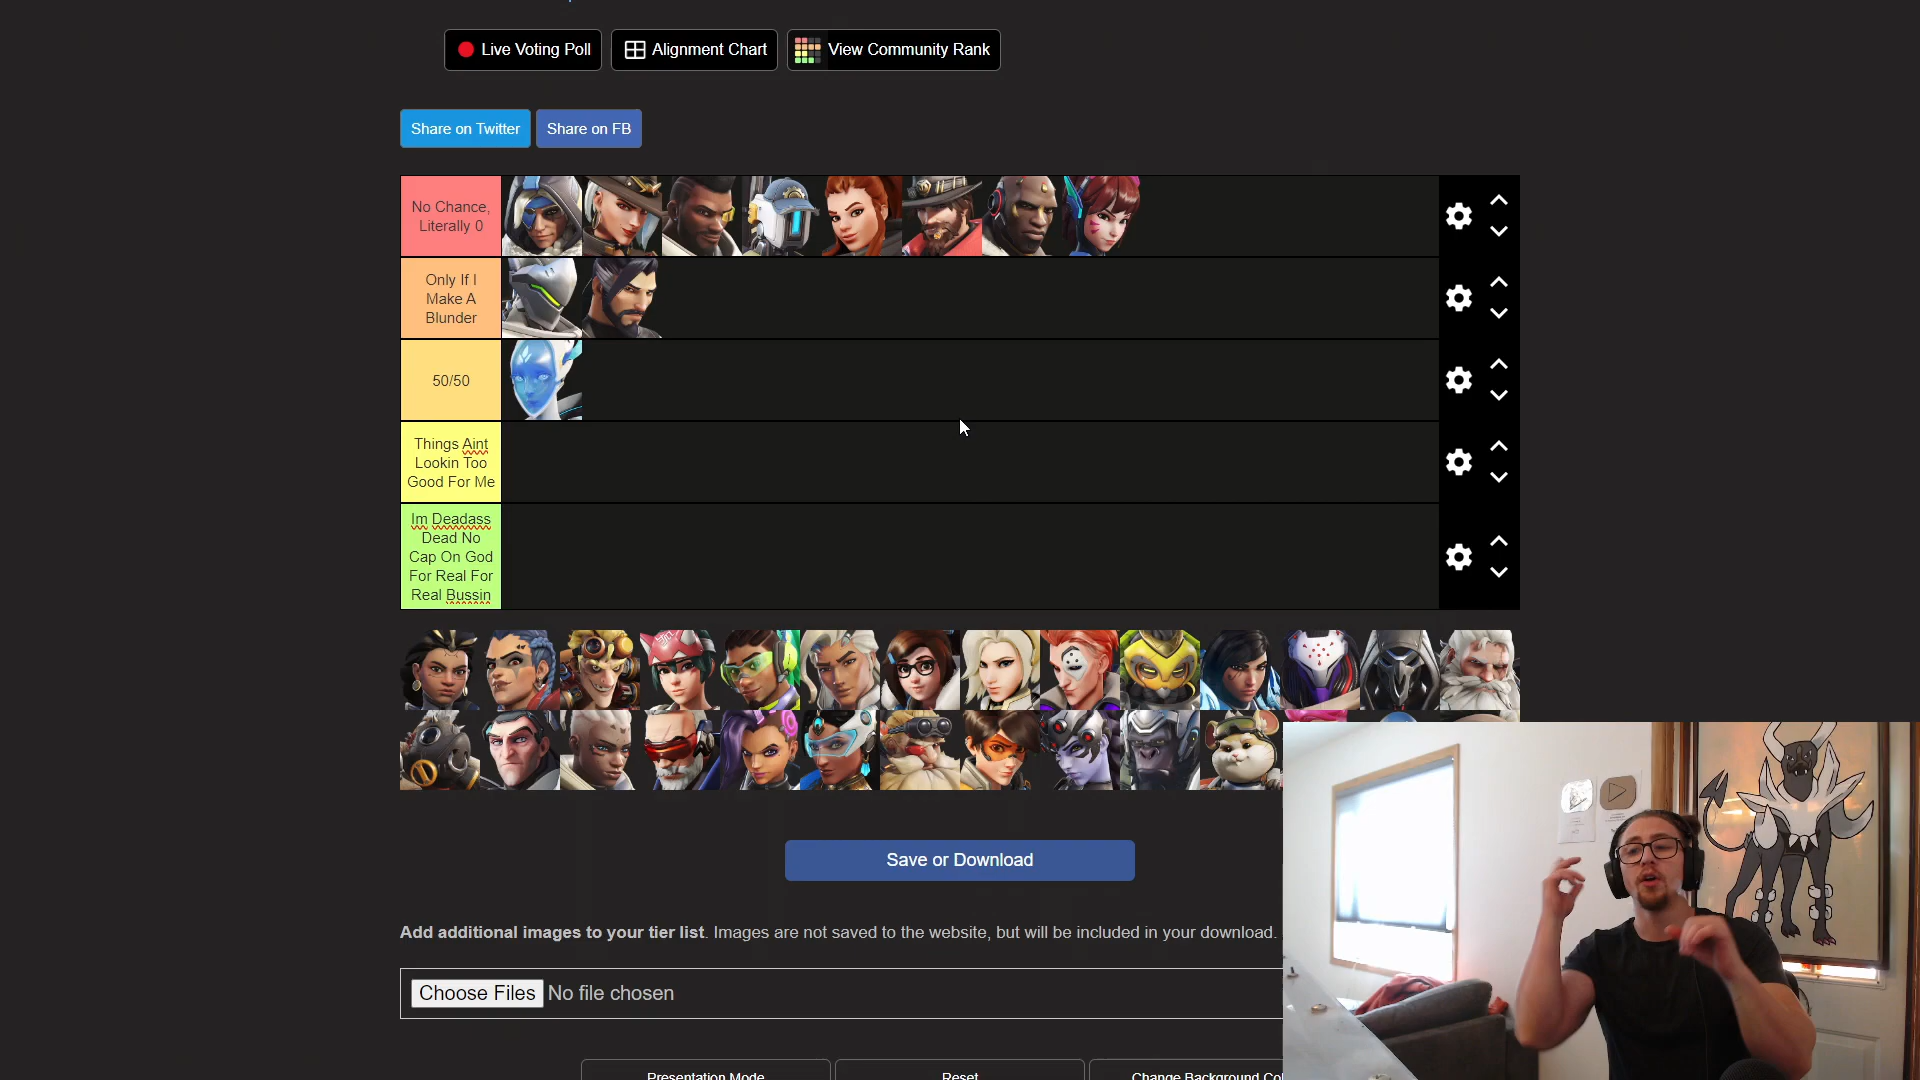 Live Voting Poll
Alignment Chart
View Community Rank
Share on Twitter
Share on FB
No Chance,
Literally 0
Only If I
Make A
Blunder
50/50
Things Aint
Lookin Too
Good For Me
Im Deadass
Dead No
Cap On God
For Real For
Real Bussin
Save or Download
Add additional images to your tier list. Images are not saved to the website, but will be included in your download.
Choose Files No file chosen
Presentation Mode
Reset
Change Background Col